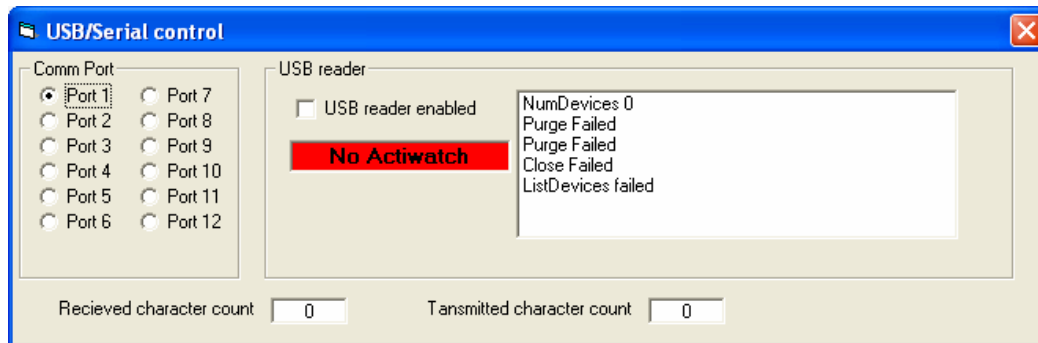 USB/Serial control
Comm Port
Port 1 Port 7
Port 2 Port 8
Port 3 Port 9
Port 4 Port 10
Port 5 Port 11
Port 6 Port 12
USB reader
USB reader enabled
No Actiwatch
NumDevices 0
Purge Failed
Purge Failed
Close Failed
ListDevices failed
Recieved character count 0
Tansmitted character count 0